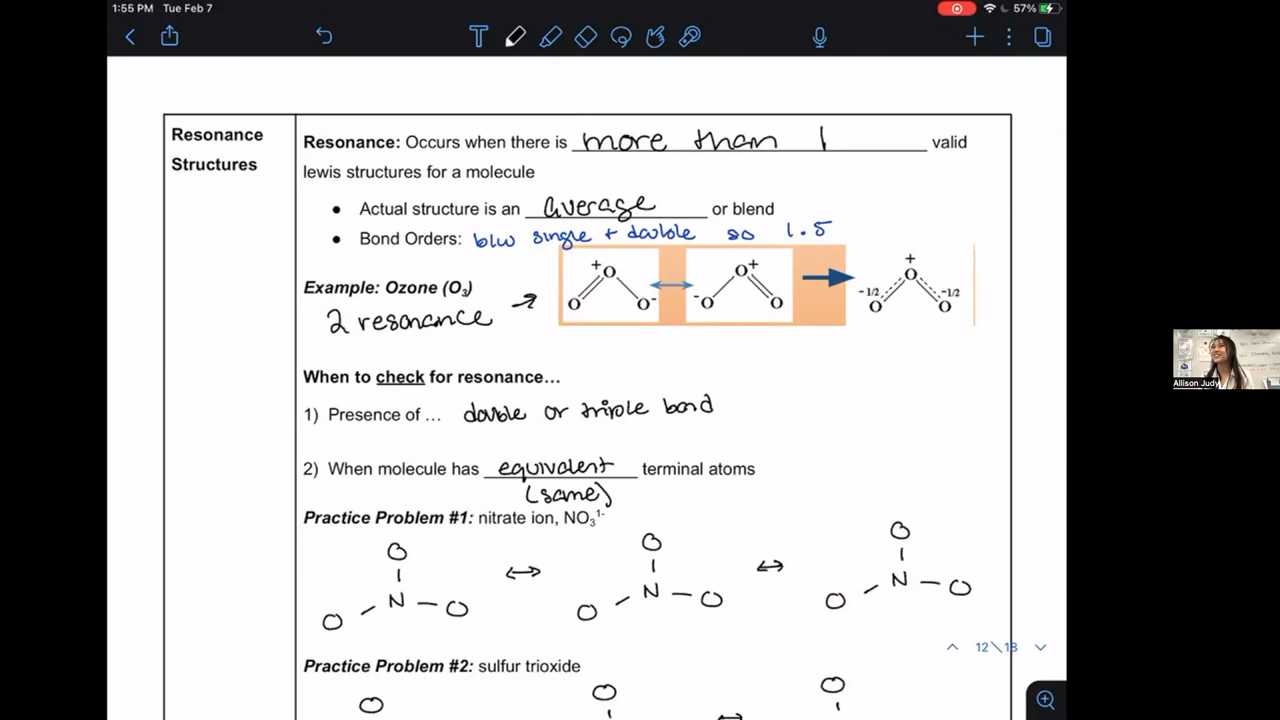 1:55 PM Tue Feb 7 57%
T
Resonance Structures
Resonance: Occurs when there is more than 1 valid
lewis structures for a molecule
• Actual structure is an average or blend
• Bond Orders: b/w single + double so 1.5
Example: Ozone (O₃)
2 resonance →
+ O O O-
+ O -O O
+ O -1/2 O -1/2 O
When to check for resonance…
1) Presence of … double or triple bond
2) When molecule has equivalent terminal atoms
(same)
Practice Problem #1: nitrate ion, NO₃¹⁻
O O O
O – N – O ↔ O – N – O ↔ O – N – O
12\18
Practice Problem #2: sulfur trioxide
O O O
Allison Judy